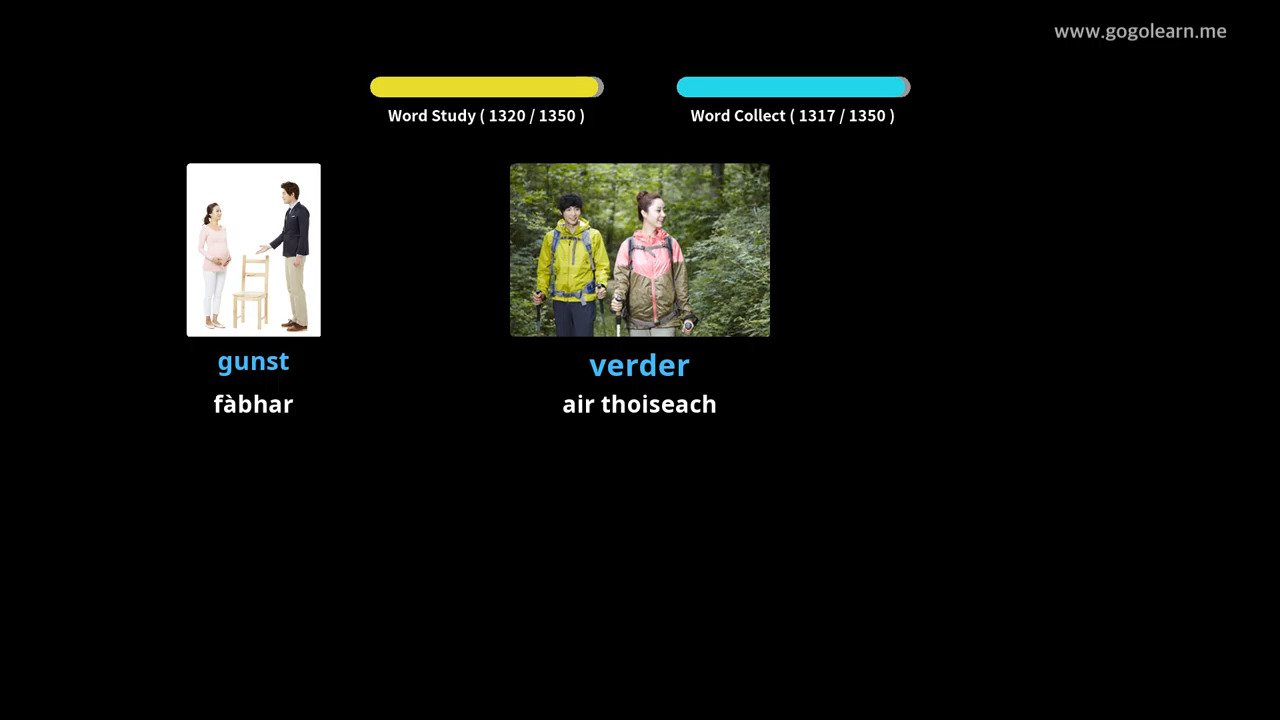 www.gogolearn.me
Word Study ( 1320 / 1350 )
Word Collect ( 1317 / 1350 )
gunst
fàbhar
verder
air thoiseach